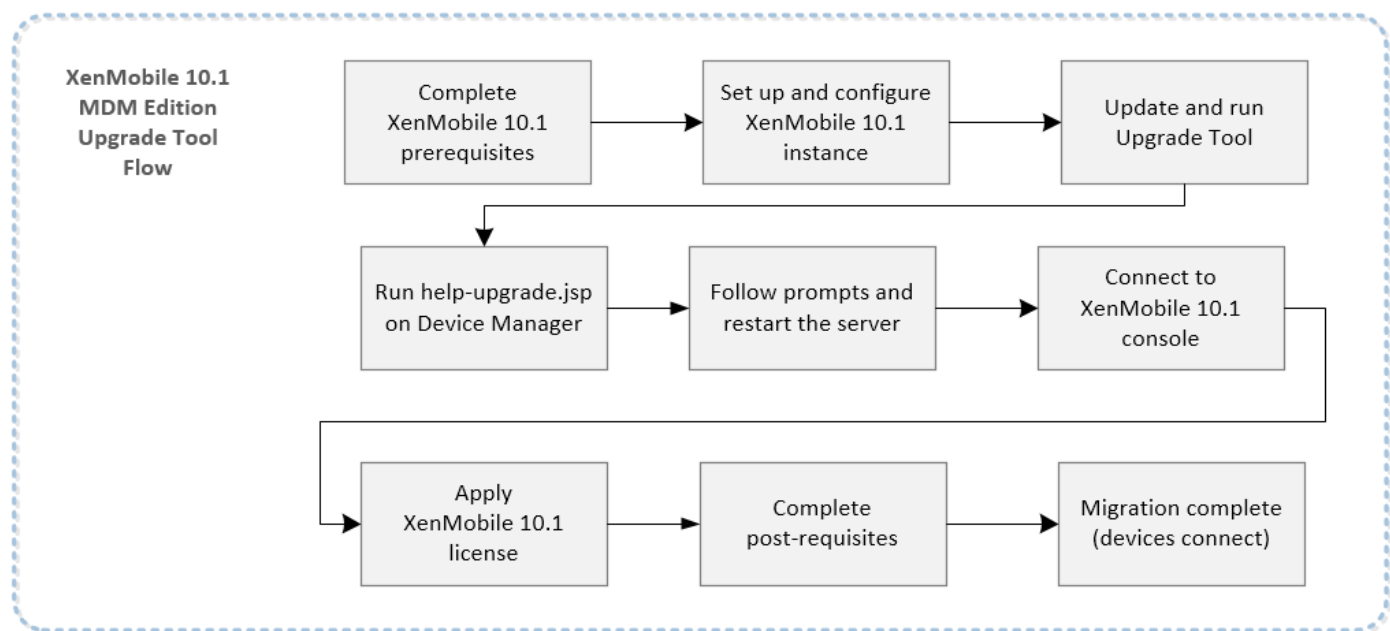 XenMobile 10.1
MDM Edition
Upgrade Tool
Flow
Complete
XenMobile 10.1
prerequisites
Set up and configure
XenMobile 10.1
instance
Update and run
Upgrade Tool
Run help-upgrade.jsp
on Device Manager
Follow prompts and
restart the server
Connect to
XenMobile 10.1
console
Apply
XenMobile 10.1
license
Complete
post-requisites
Migration complete
(devices connect)